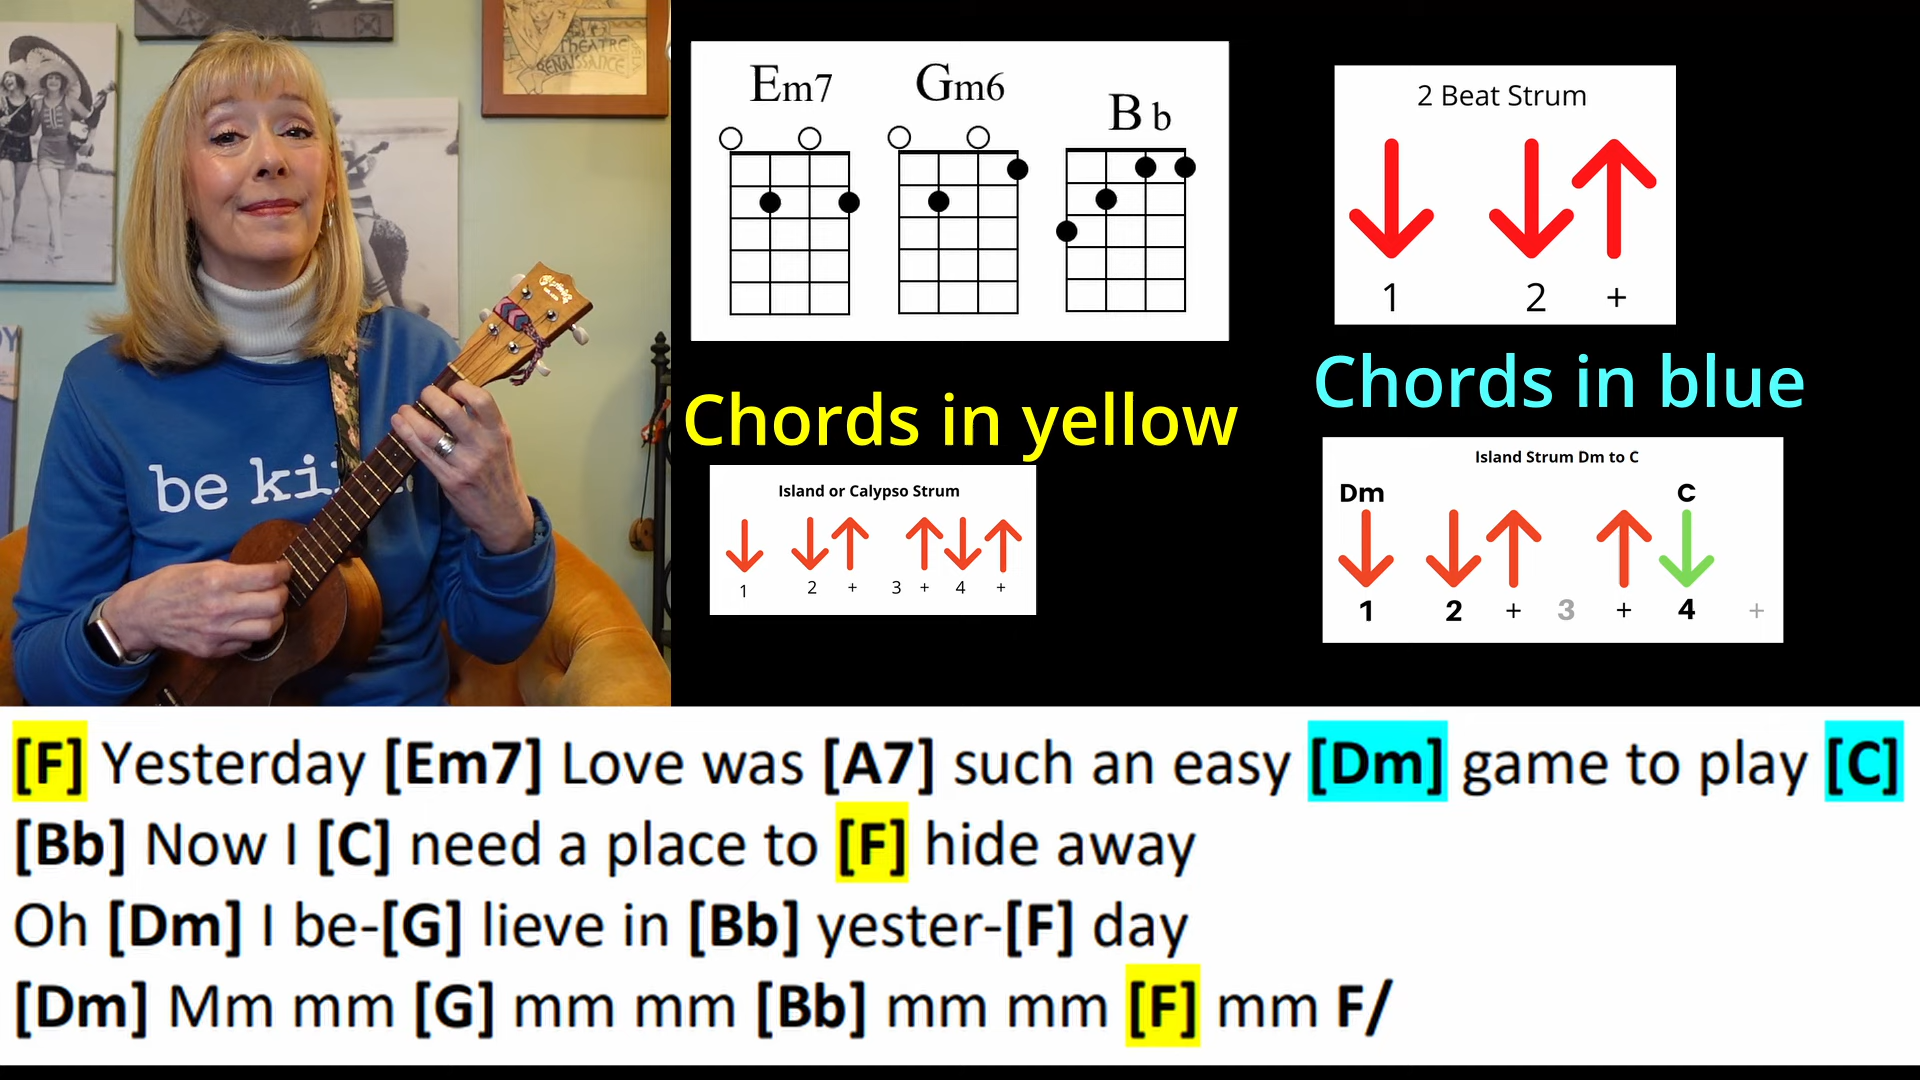 THEATRE
RENAISSANCE
be ki
Em7 Gm6 B b
Chords in yellow
Island or Calypso Strum
1 2 + 3 + 4 +
2 Beat Strum
1 2 +
Chords in blue
Island Strum Dm to C
Dm C
1 2 + 3 + 4 +
[F] Yesterday [Em7] Love was [A7] such an easy [Dm] game to play [C]
[Bb] Now I [C] need a place to [F] hide away
Oh [Dm] I be-[G] lieve in [Bb] yester-[F] day
[Dm] Mm mm [G] mm mm [Bb] mm mm [F] mm F/